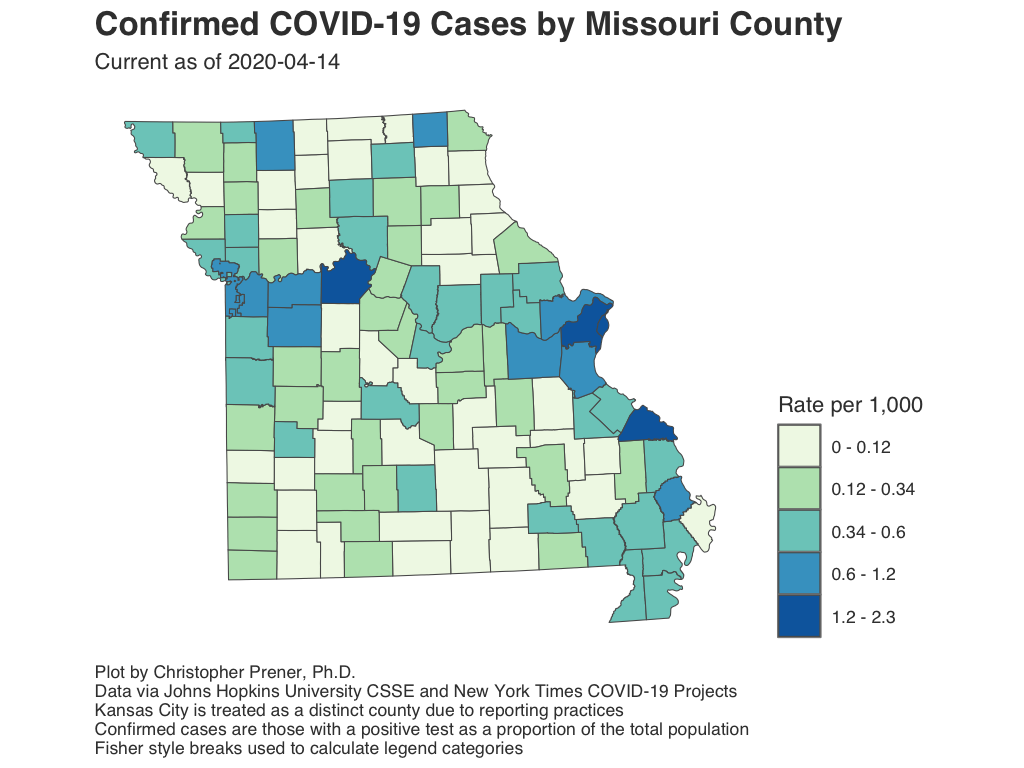 Confirmed COVID-19 Cases by Missouri County
Current as of 2020-04-14
Rate per 1,000
0 - 0.12
0.12 - 0.34
0.34 - 0.6
0.6 - 1.2
1.2 - 2.3
Plot by Christopher Prener, Ph.D.
Data via Johns Hopkins University CSSE and New York Times COVID-19 Projects
Kansas City is treated as a distinct county due to reporting practices
Confirmed cases are those with a positive test as a proportion of the total population
Fisher style breaks used to calculate legend categories